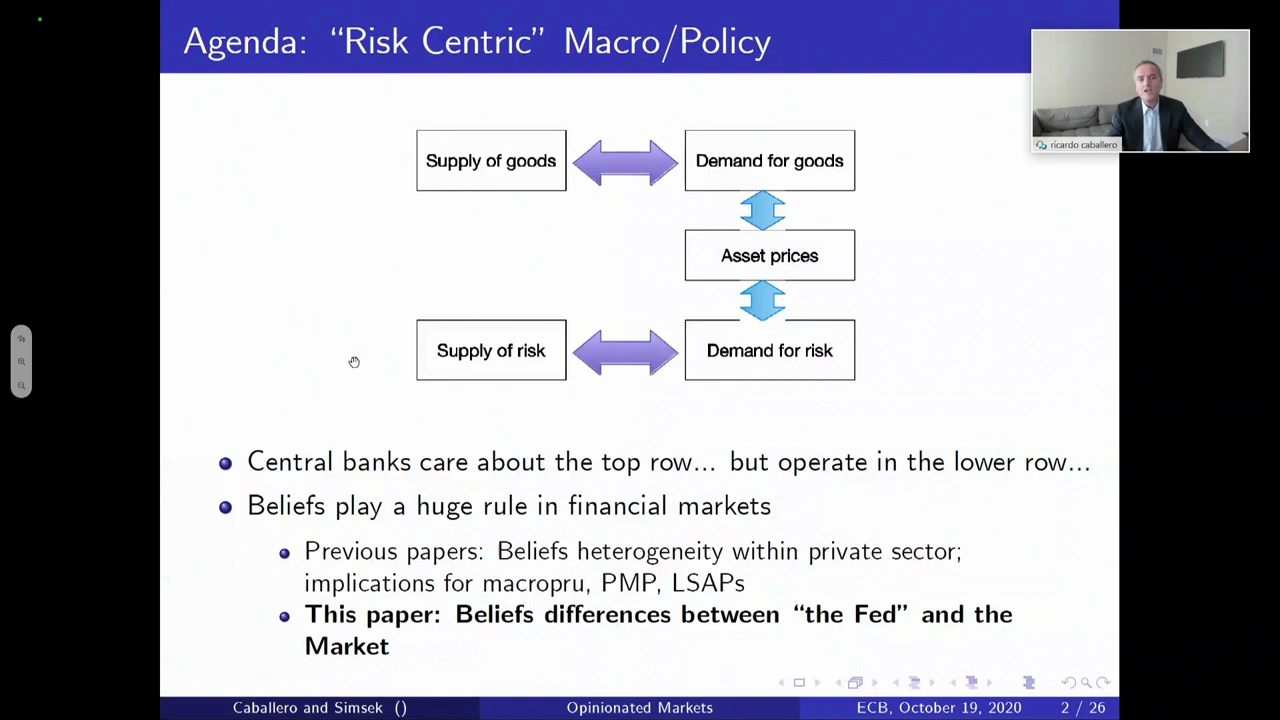 Agenda: “Risk Centric” Macro/Policy
ricardo caballero
Supply of goods
Demand for goods
Asset prices
Supply of risk
Demand for risk
Central banks care about the top row... but operate in the lower row...
Beliefs play a huge rule in financial markets
Previous papers: Beliefs heterogeneity within private sector;
implications for macropru, PMP, LSAPs
This paper: Beliefs differences between “the Fed” and the
Market
Caballero and Simsek ()
Opinionated Markets
ECB, October 19, 2020
2 / 26